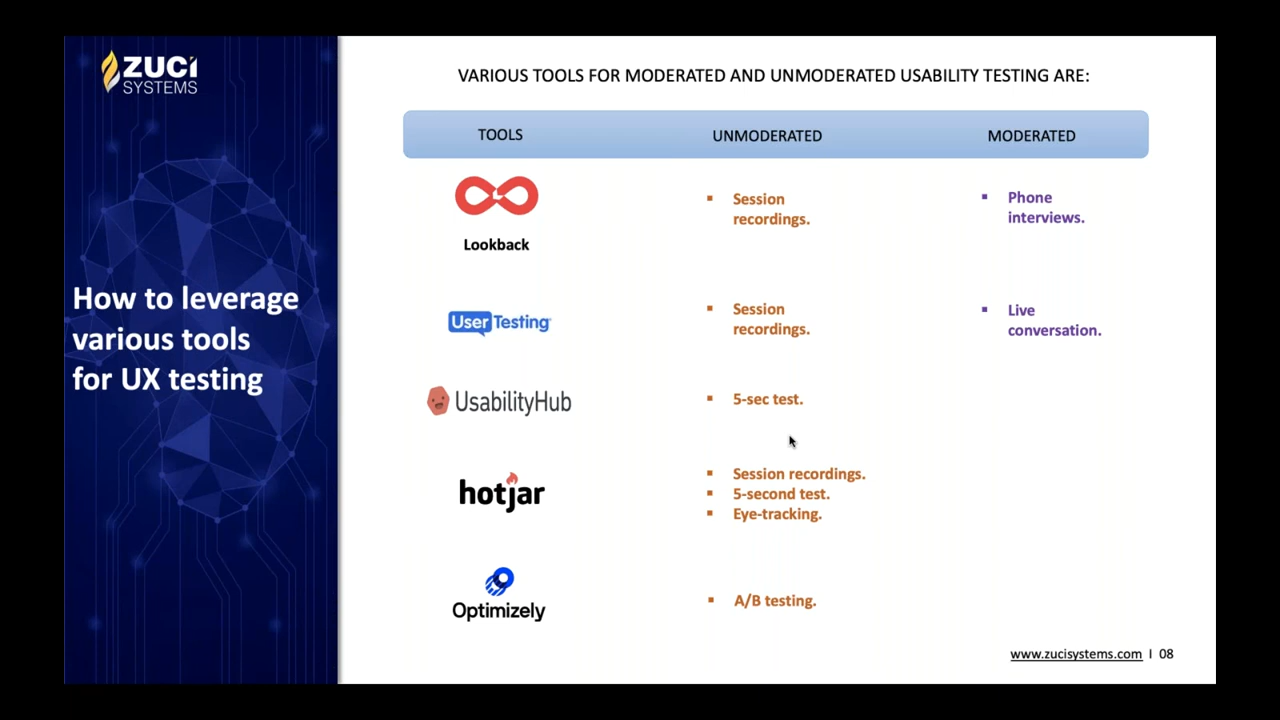 ZUCI
SYSTEMS
How to leverage
various tools
for UX testing
VARIOUS TOOLS FOR MODERATED AND UNMODERATED USABILITY TESTING ARE:
TOOLS UNMODERATED MODERATED
Lookback
Session
recordings.
Phone
interviews.
UserTesting
Session
recordings.
Live
conversation.
UsabilityHub
5-sec test.
hotjar
Session recordings.
5-second test.
Eye-tracking.
Optimizely
A/B testing.
www.zucisystems.com I 08